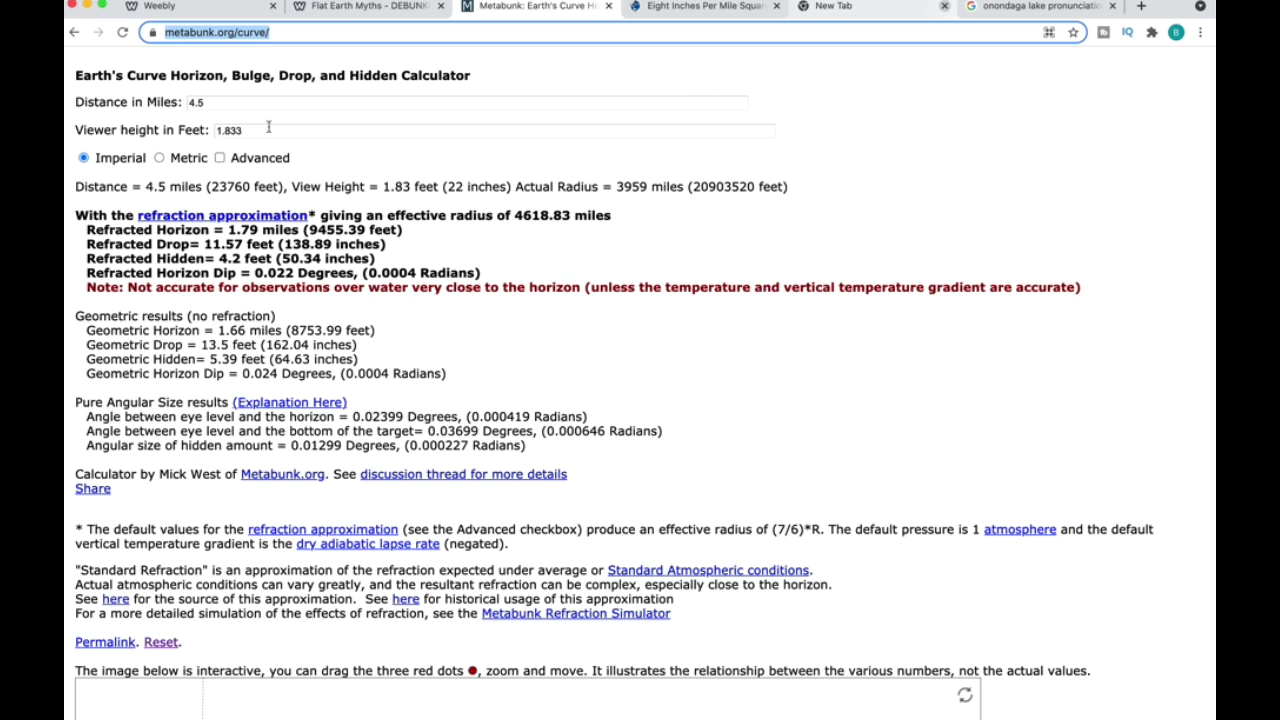 Weebly
Flat Earth Myths - DEBUNK
Metabunk: Earth's Curve Ho
Eight Inches Per Mile Squar
New Tab
onondaga lake pronunciatio
metabunk.org/curve/
IQ
B
Earth's Curve Horizon, Bulge, Drop, and Hidden Calculator
Distance in Miles: 4.5
Viewer height in Feet: 1.833
Imperial Metric Advanced
Distance = 4.5 miles (23760 feet), View Height = 1.83 feet (22 inches) Actual Radius = 3959 miles (20903520 feet)
With the refraction approximation* giving an effective radius of 4618.83 miles
Refracted Horizon = 1.79 miles (9455.39 feet)
Refracted Drop= 11.57 feet (138.89 inches)
Refracted Hidden= 4.2 feet (50.34 inches)
Refracted Horizon Dip = 0.022 Degrees, (0.0004 Radians)
Note: Not accurate for observations over water very close to the horizon (unless the temperature and vertical temperature gradient are accurate)
Geometric results (no refraction)
Geometric Horizon = 1.66 miles (8753.99 feet)
Geometric Drop = 13.5 feet (162.04 inches)
Geometric Hidden= 5.39 feet (64.63 inches)
Geometric Horizon Dip = 0.024 Degrees, (0.0004 Radians)
Pure Angular Size results (Explanation Here)
Angle between eye level and the horizon = 0.02399 Degrees, (0.000419 Radians)
Angle between eye level and the bottom of the target= 0.03699 Degrees, (0.000646 Radians)
Angular size of hidden amount = 0.01299 Degrees, (0.000227 Radians)
Calculator by Mick West of Metabunk.org. See discussion thread for more details
Share
* The default values for the refraction approximation (see the Advanced checkbox) produce an effective radius of (7/6)*R. The default pressure is 1 atmosphere and the default
vertical temperature gradient is the dry adiabatic lapse rate (negated).
"Standard Refraction" is an approximation of the refraction expected under average or Standard Atmospheric conditions.
Actual atmospheric conditions can vary greatly, and the resultant refraction can be complex, especially close to the horizon.
See here for the source of this approximation. See here for historical usage of this approximation
For a more detailed simulation of the effects of refraction, see the Metabunk Refraction Simulator
Permalink. Reset.
The image below is interactive, you can drag the three red dots , zoom and move. It illustrates the relationship between the various numbers, not the actual values.